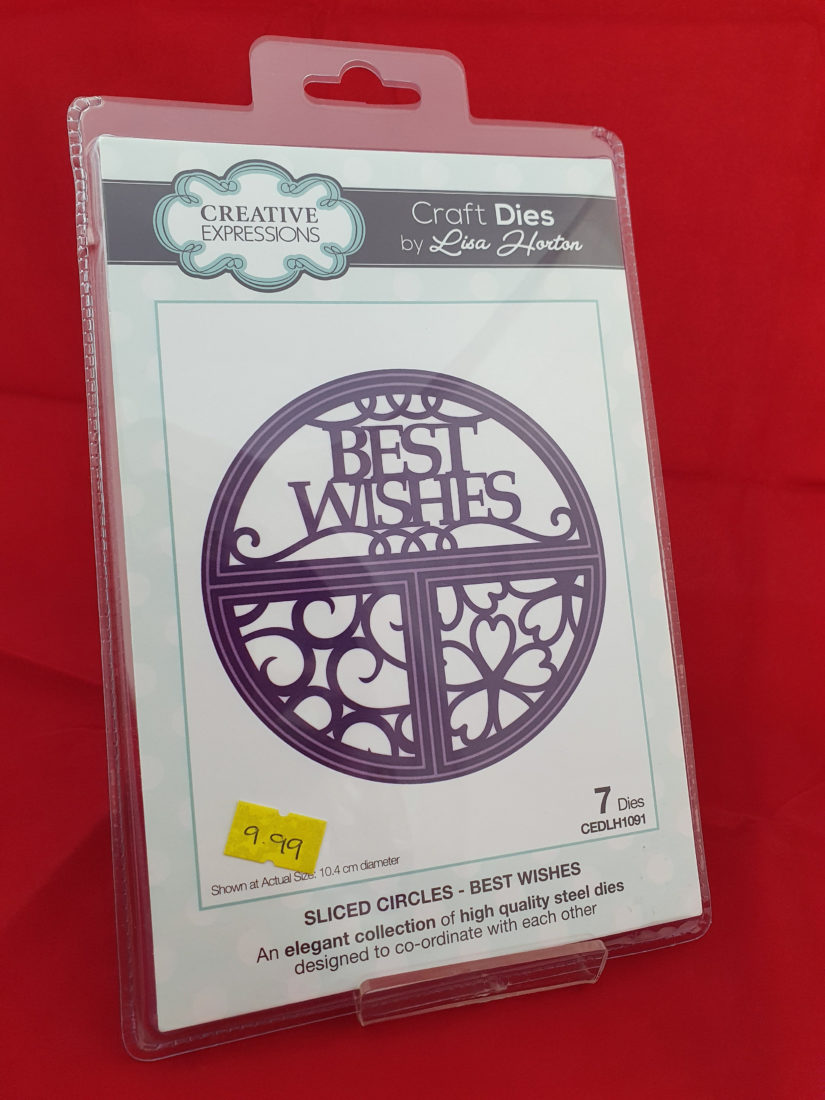 CREATIVE
EXPRESSIONS
Craft Dies
by Lisa Horton
BEST
WISHES
7 Dies
CEDLH1091
9.99
Shown at Actual Size: 10.4 cm diameter
SLICED CIRCLES - BEST WISHES
An elegant collection of high quality steel dies
designed to co-ordinate with each other